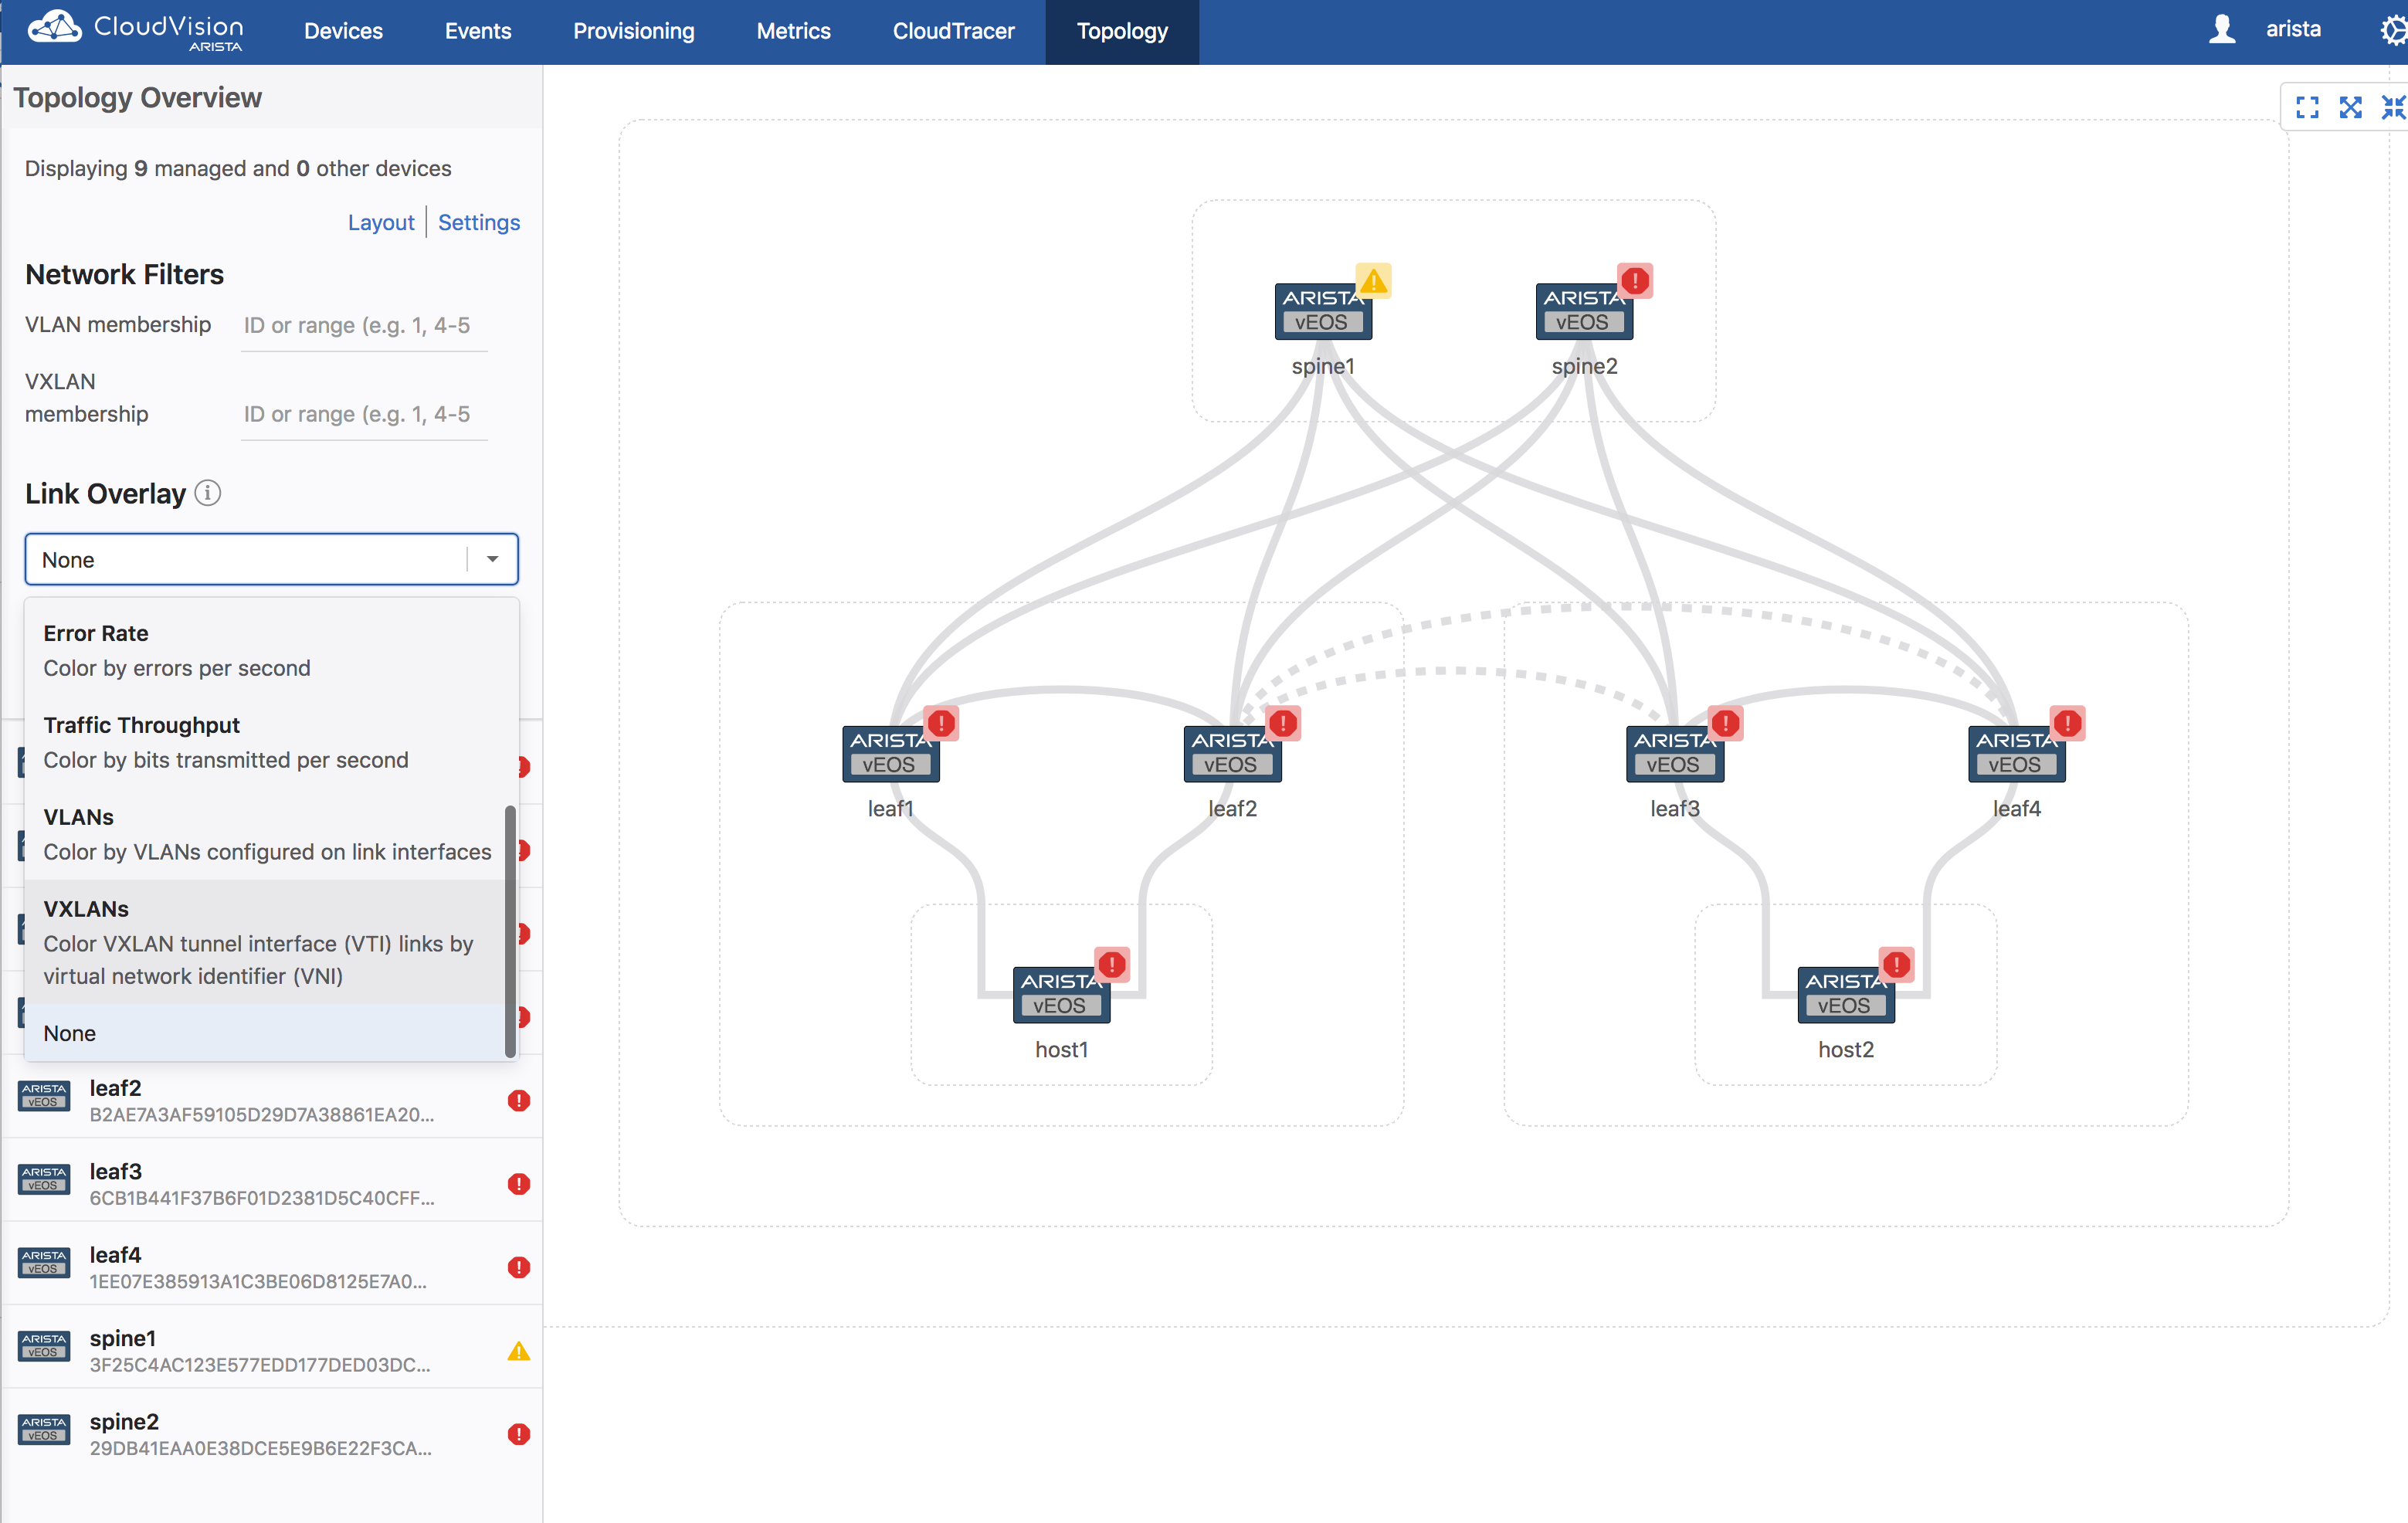 CloudVision
ARISTA
Devices
Events
Provisioning
Metrics
CloudTracer
Topology
arista
Topology Overview
Displaying 9 managed and 0 other devices
Layout
Settings
Network Filters
VLAN membership
ID or range (e.g. 1, 4-5
VXLAN
membership
ID or range (e.g. 1, 4-5
Link Overlay
None
Error Rate
Color by errors per second
Traffic Throughput
Color by bits transmitted per second
VLANs
Color by VLANs configured on link interfaces
VXLANs
Color VXLAN tunnel interface (VTI) links by
virtual network identifier (VNI)
None
ARISTA
vEOS
leaf2
B2AE7A3AF59105D29D7A38861EA20...
ARISTA
vEOS
leaf3
6CB1B441F37B6F01D2381D5C40CFF...
ARISTA
vEOS
leaf4
1EE07E385913A1C3BE06D8125E7A0...
ARISTA
vEOS
spine1
3F25C4AC123E577EDD177DED03DC...
ARISTA
vEOS
spine2
29DB41EAA0E38DCE5E9B6E22F3CA...
ARISTA
vEOS
spine1
ARISTA
vEOS
spine2
ARISTA
vEOS
leaf1
ARISTA
vEOS
leaf2
ARISTA
vEOS
leaf3
ARISTA
vEOS
leaf4
ARISTA
vEOS
host1
ARISTA
vEOS
host2